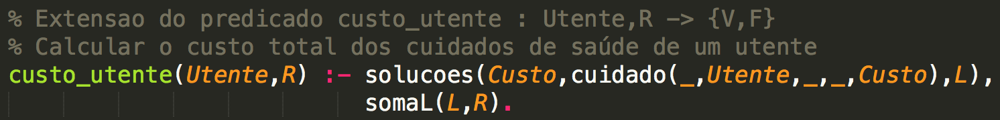 % Extensao do predicado custo_utente : Utente,R -> {V,F}
% Calcular o custo total dos cuidados de saúde de um utente
custo_utente(Utente,R) :- solucoes(Custo,cuidado(_,Utente,_,_,Custo),L),
somaL(L,R).